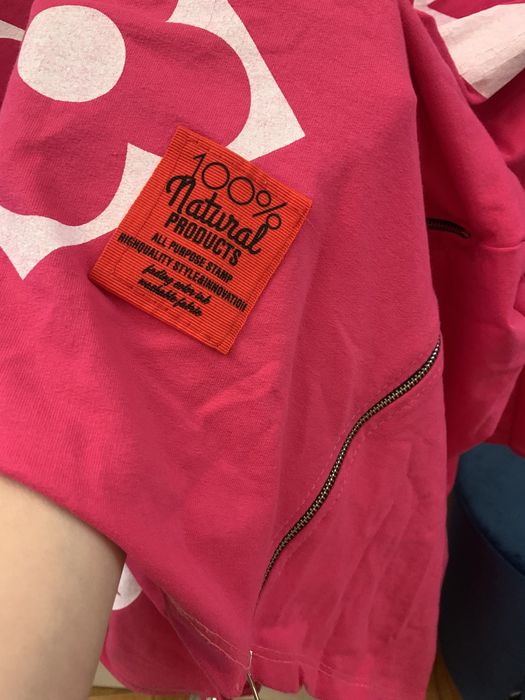 100%
Natural
PRODUCTS
ALL PURPOSE STAMP
HIGHQUALITY STYLE&INNOVATION
fading color ink
washable fabric